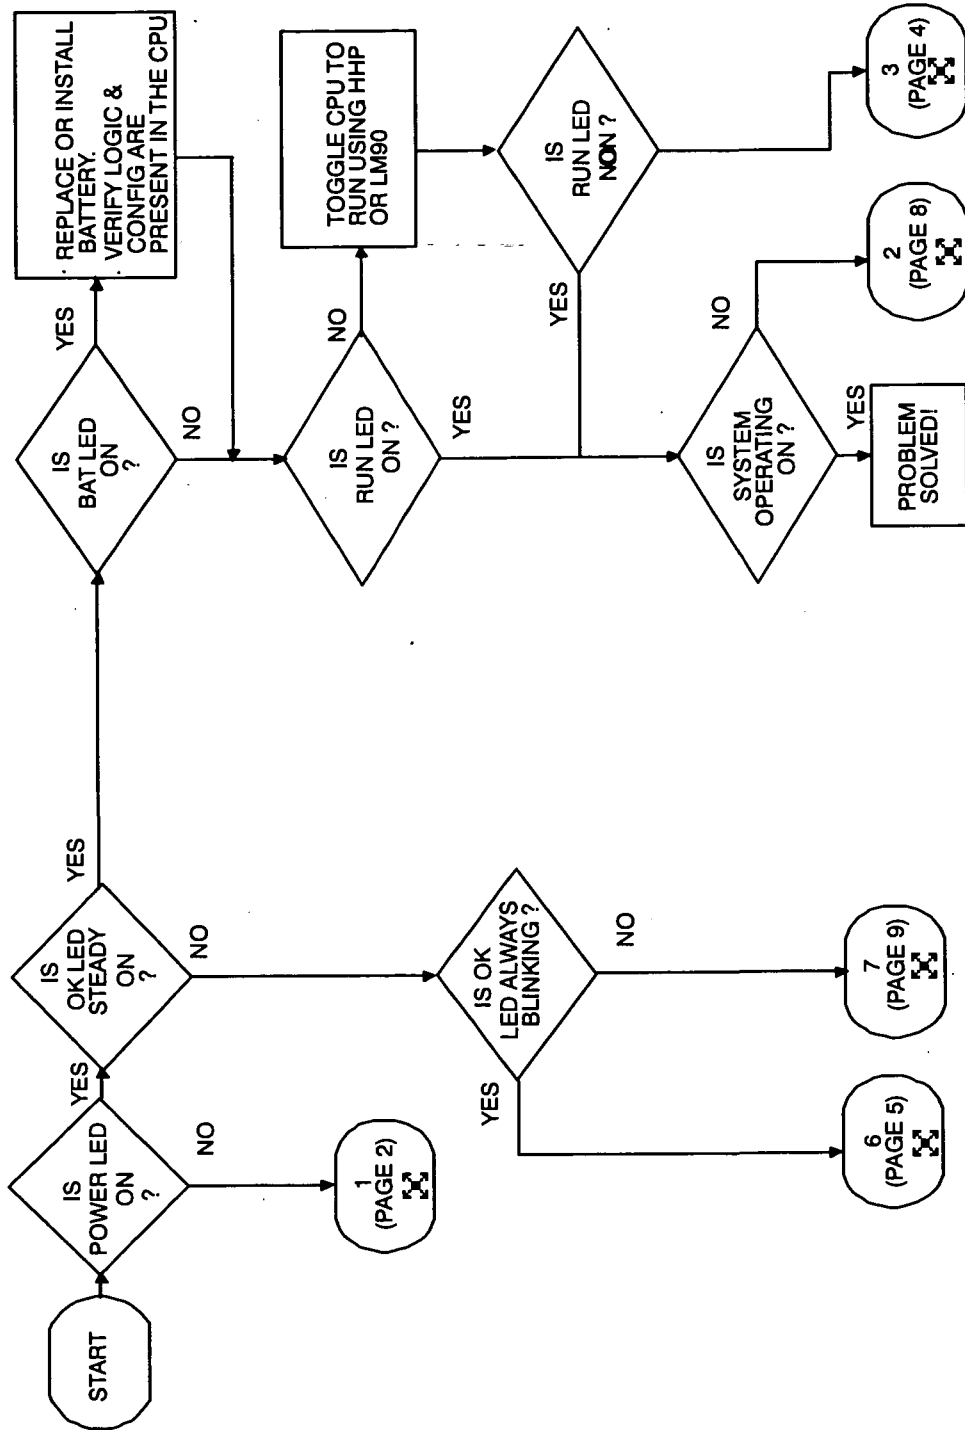 START
IS
POWER LED
ON
?
YES
NO
1
(PAGE 2)
IS
OK LED
STEADY
ON
?
YES
NO
IS OK
LED ALWAYS
BLINKING ?
YES
NO
6
(PAGE 5)
7
(PAGE 9)
IS
BAT LED
ON
?
YES
NO
REPLACE OR INSTALL
BATTERY.
VERIFY LOGIC &
CONFIG ARE
PRESENT IN THE CPU
IS
RUN LED
ON ?
NO
YES
TOGGLE CPU TO
RUN USING HHP
OR LM90
IS
RUN LED
NON ?
YES
IS
SYSTEM
OPERATING
ON ?
NO
YES
PROBLEM
SOLVED!
2
(PAGE 8)
3
(PAGE 4)